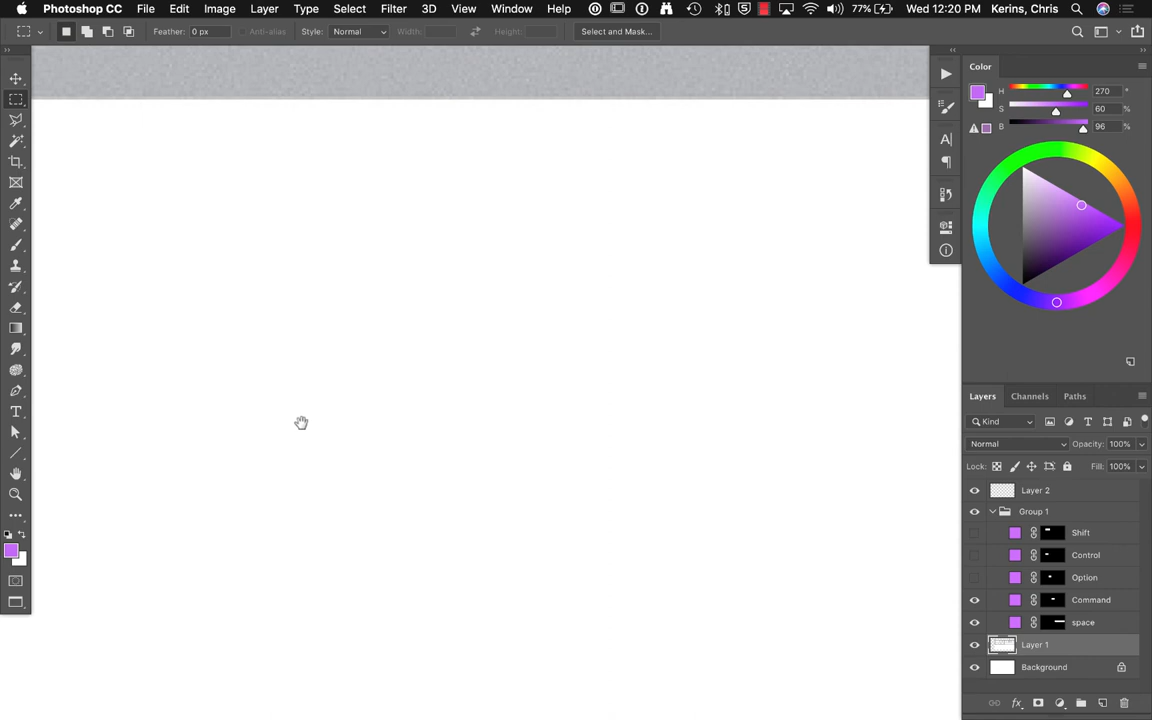 Photoshop CC File Edit Image Layer Type Select Filter 3D View Window Help 77% Wed 12:20 PM Kerins, Chris
Feather: 0 px Anti-alias Style: Normal Width: Height: Select and Mask...
Color
H 270 °
S 60 %
B 96 %
Layers Channels Paths
Kind
Normal Opacity: 100%
Lock: Fill: 100%
Layer 2
Group 1
Shift
Control
Option
Command
space
Layer 1
Background